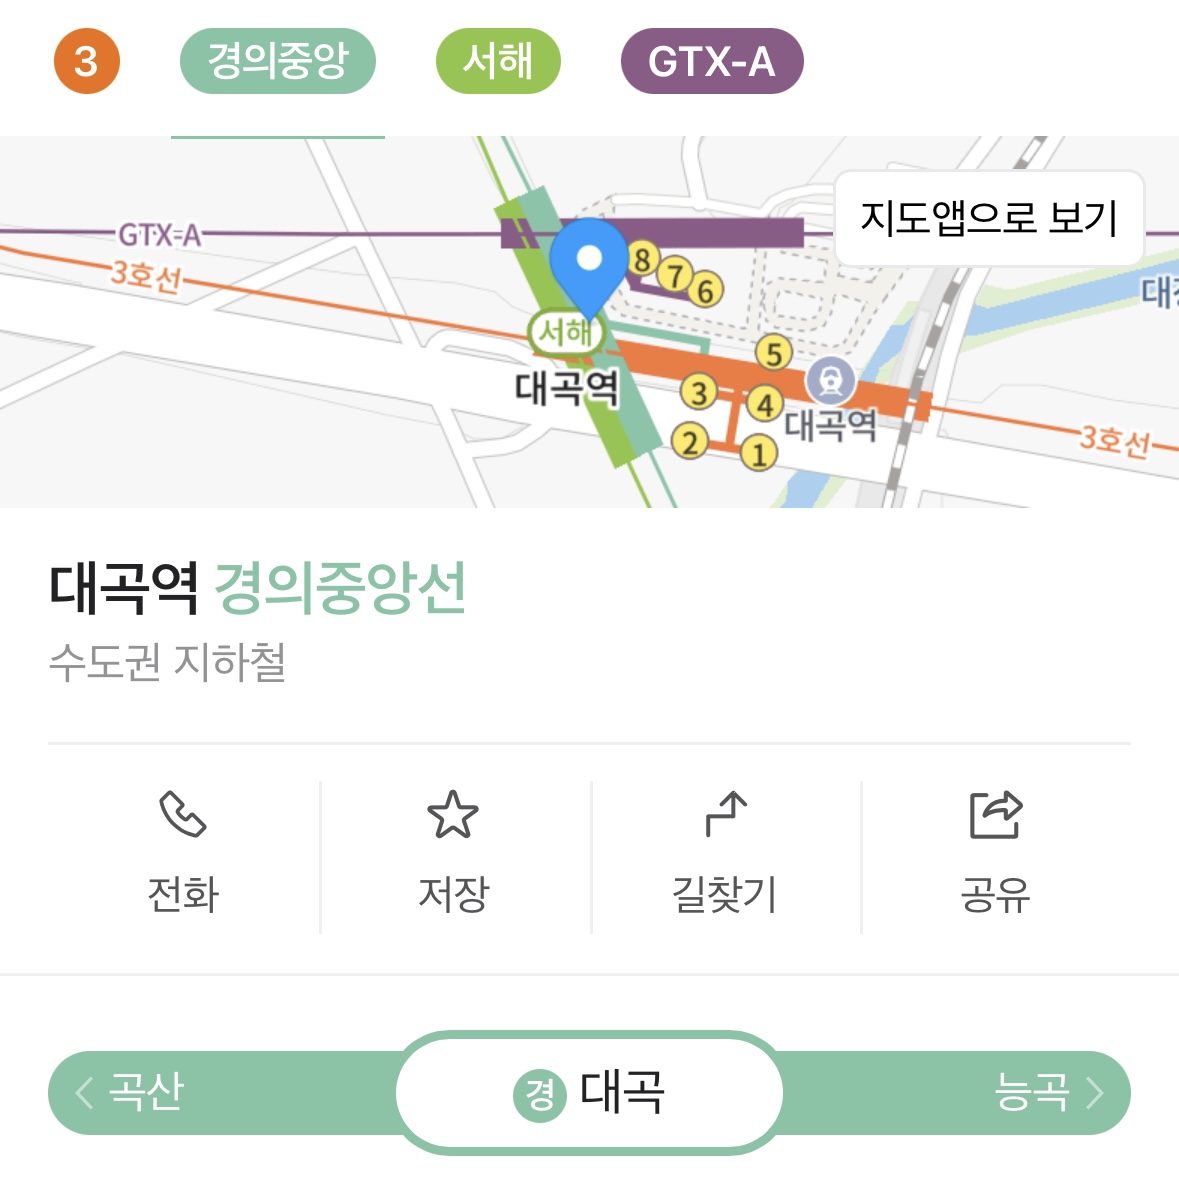 3 경의중앙 서해 GTX-A
지도앱으로 보기
GTX-A
3호선
8
7
6
서해
5
대곡역
3
4
대곡역
2
1
3호선
대곡역 경의중앙선
수도권 지하철
전화 저장 길찾기 공유
곡산 경 대곡 능곡